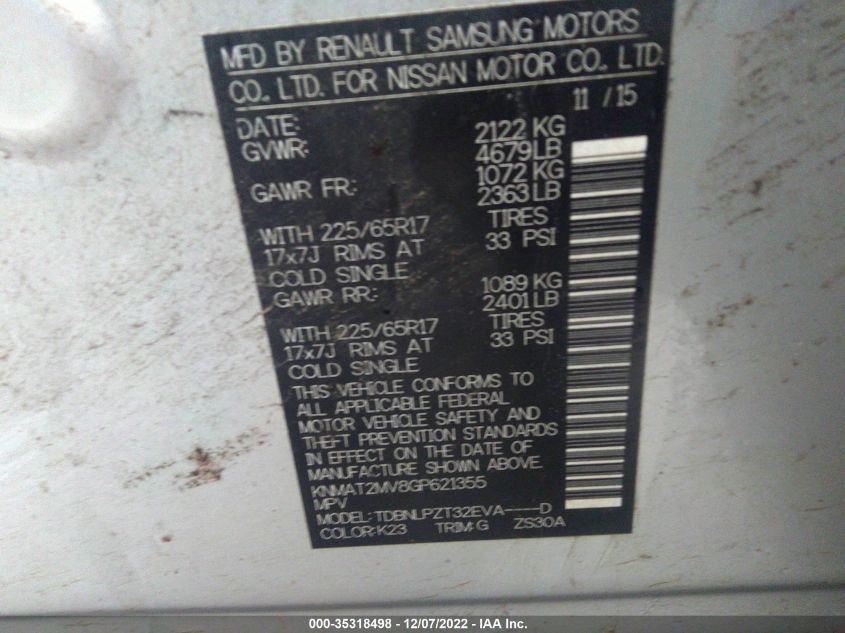 MFD BY RENAULT SAMSUNG MOTORS
CO., LTD. FOR NISSAN MOTOR CO., LTD.
DATE: 11 / 15
GVWR: 2122 KG
4679 LB
GAWR FR: 1072 KG
2363 LB
WITH 225/65R17 TIRES
17x7J RIMS AT 33 PSI
COLD SINGLE
GAWR RR: 1089 KG
2401 LB
WITH 225/65R17 TIRES
17x7J RIMS AT 33 PSI
COLD SINGLE
THIS VEHICLE CONFORMS TO
ALL APPLICABLE FEDERAL
MOTOR VEHICLE SAFETY AND
THEFT PREVENTION STANDARDS
IN EFFECT ON THE DATE OF
MANUFACTURE SHOWN ABOVE.
KNMAT2MV8GP621355
MPV
MODEL: TDBNLPZT32EVA----D
COLOR:K23 TRIM:G ZS30A
000-35318498 - 12/07/2022 - IAA Inc.